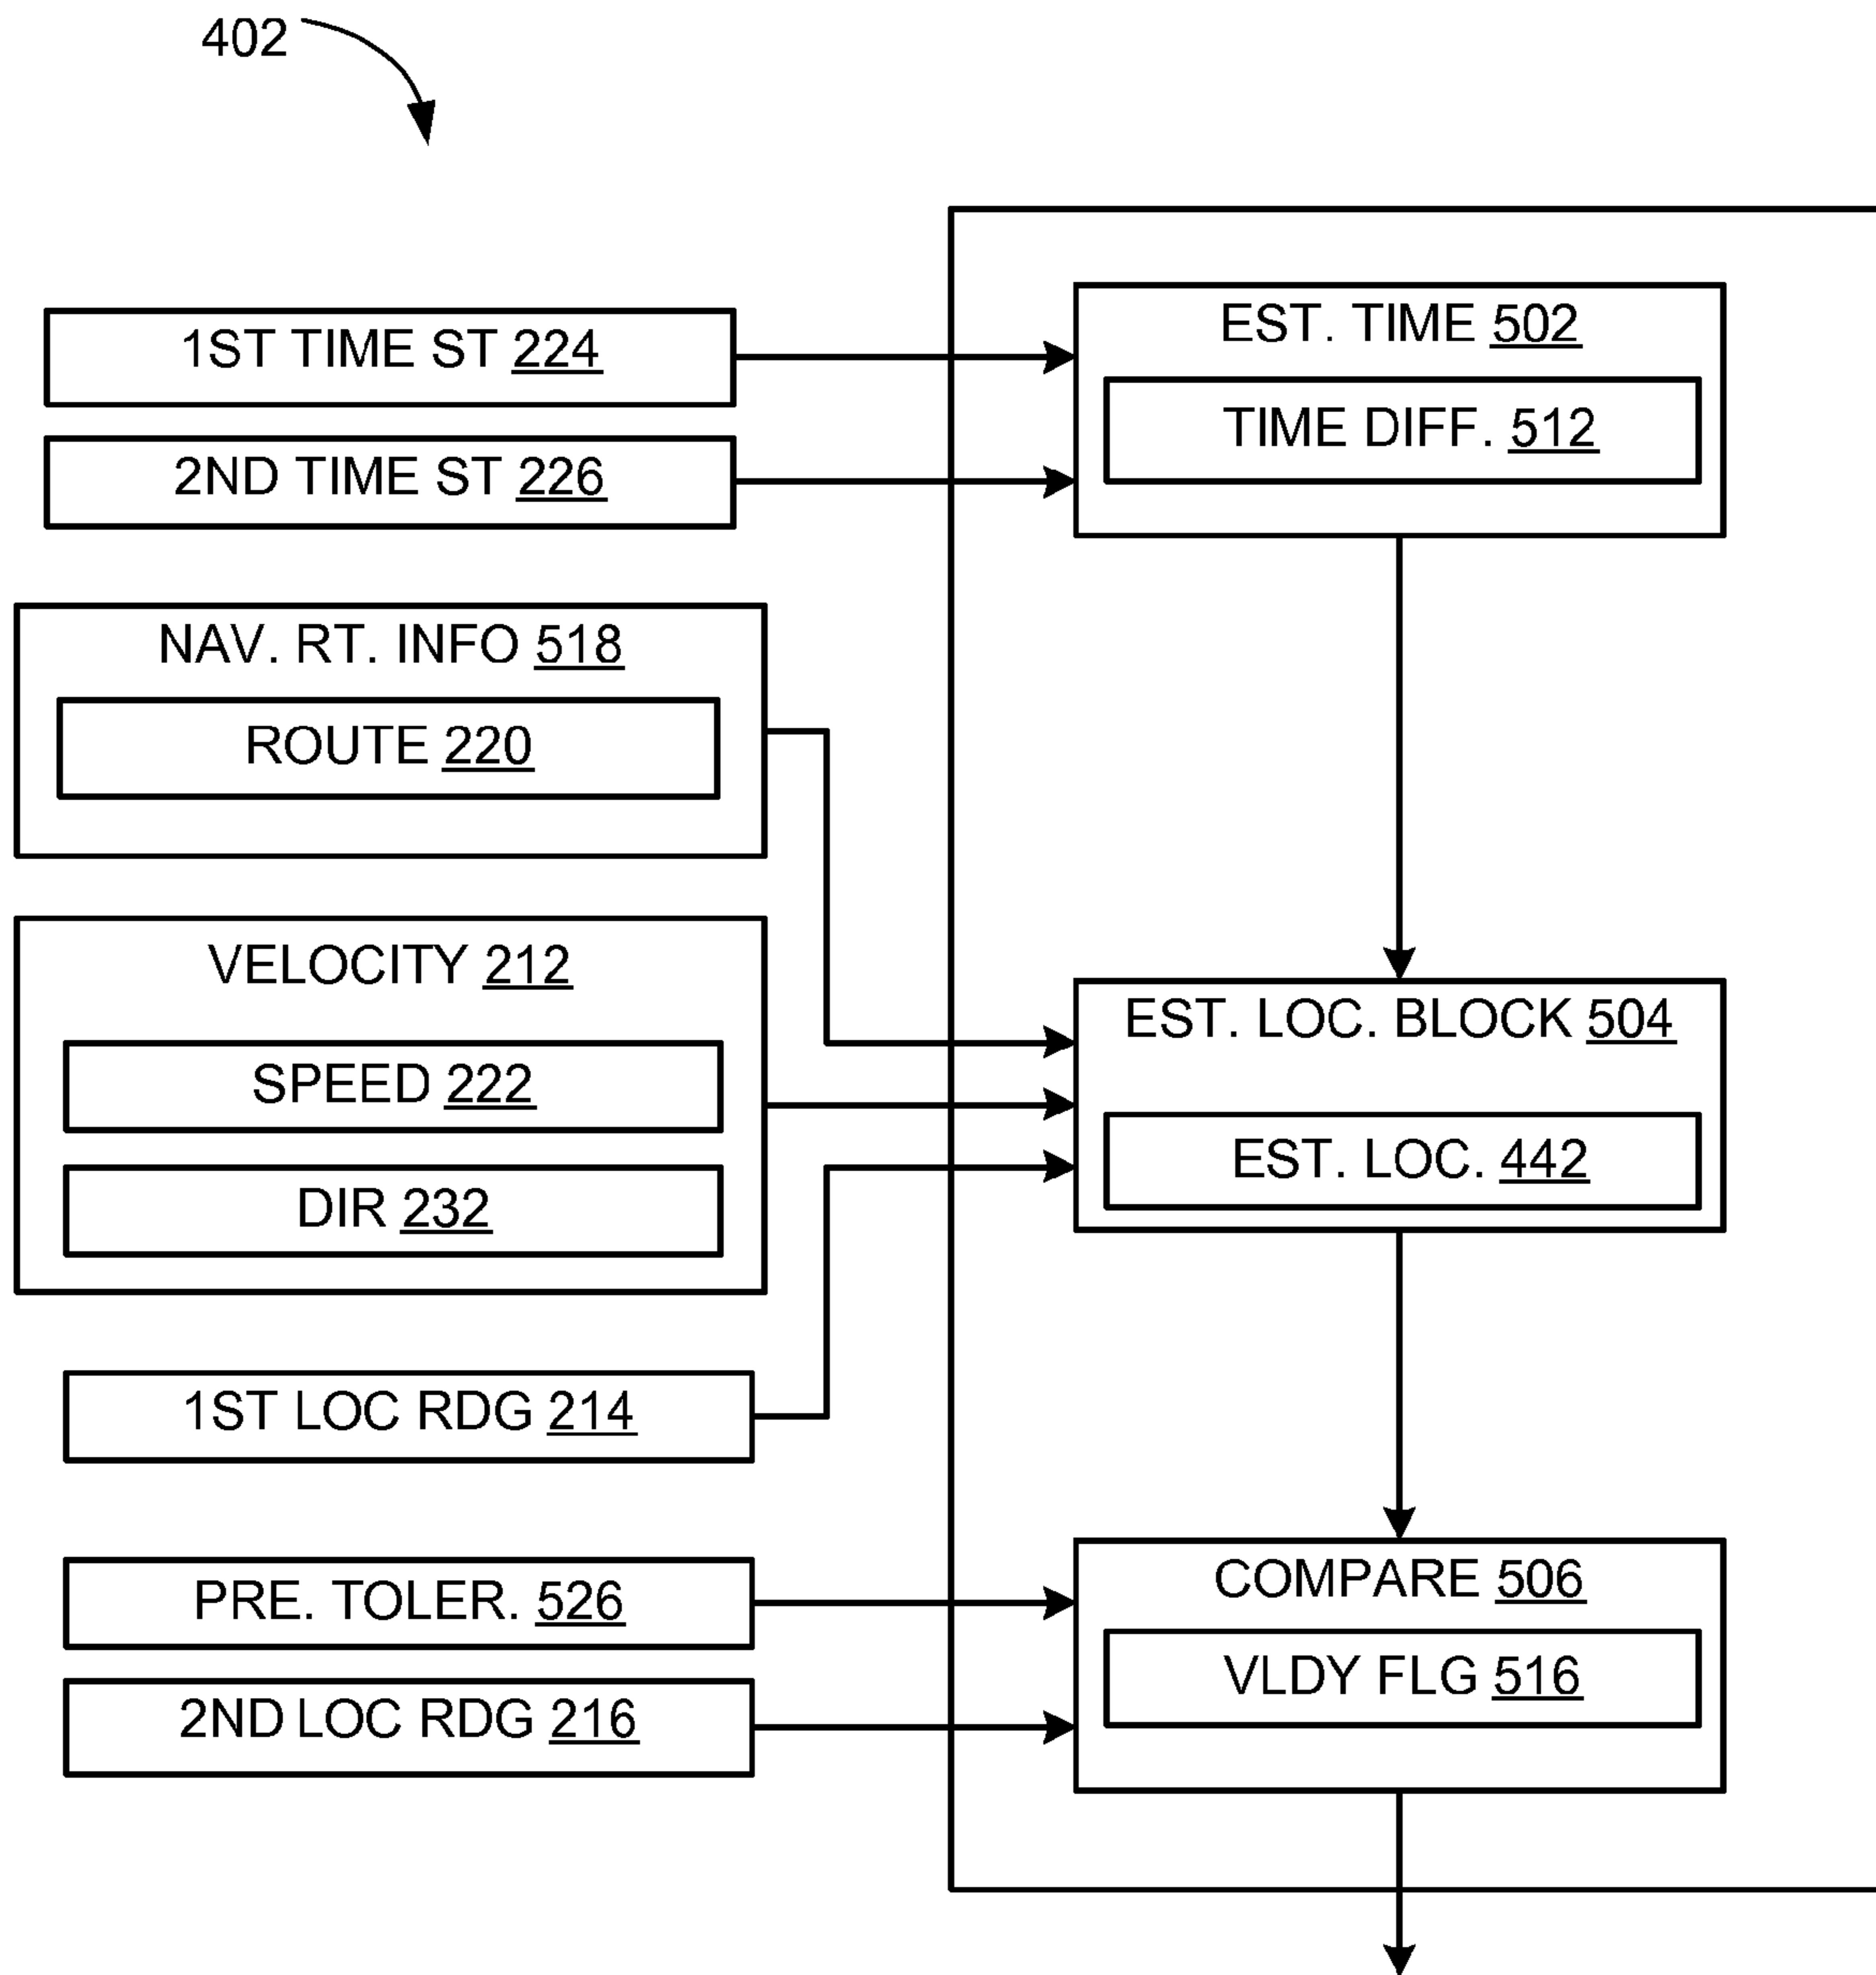 402
1ST TIME ST 224
2ND TIME ST 226
NAV. RT. INFO 518
ROUTE 220
VELOCITY 212
SPEED 222
DIR 232
1ST LOC RDG 214
PRE. TOLER. 526
2ND LOC RDG 216
EST. TIME 502
TIME DIFF. 512
EST. LOC. BLOCK 504
EST. LOC. 442
COMPARE 506
VLDY FLG 516